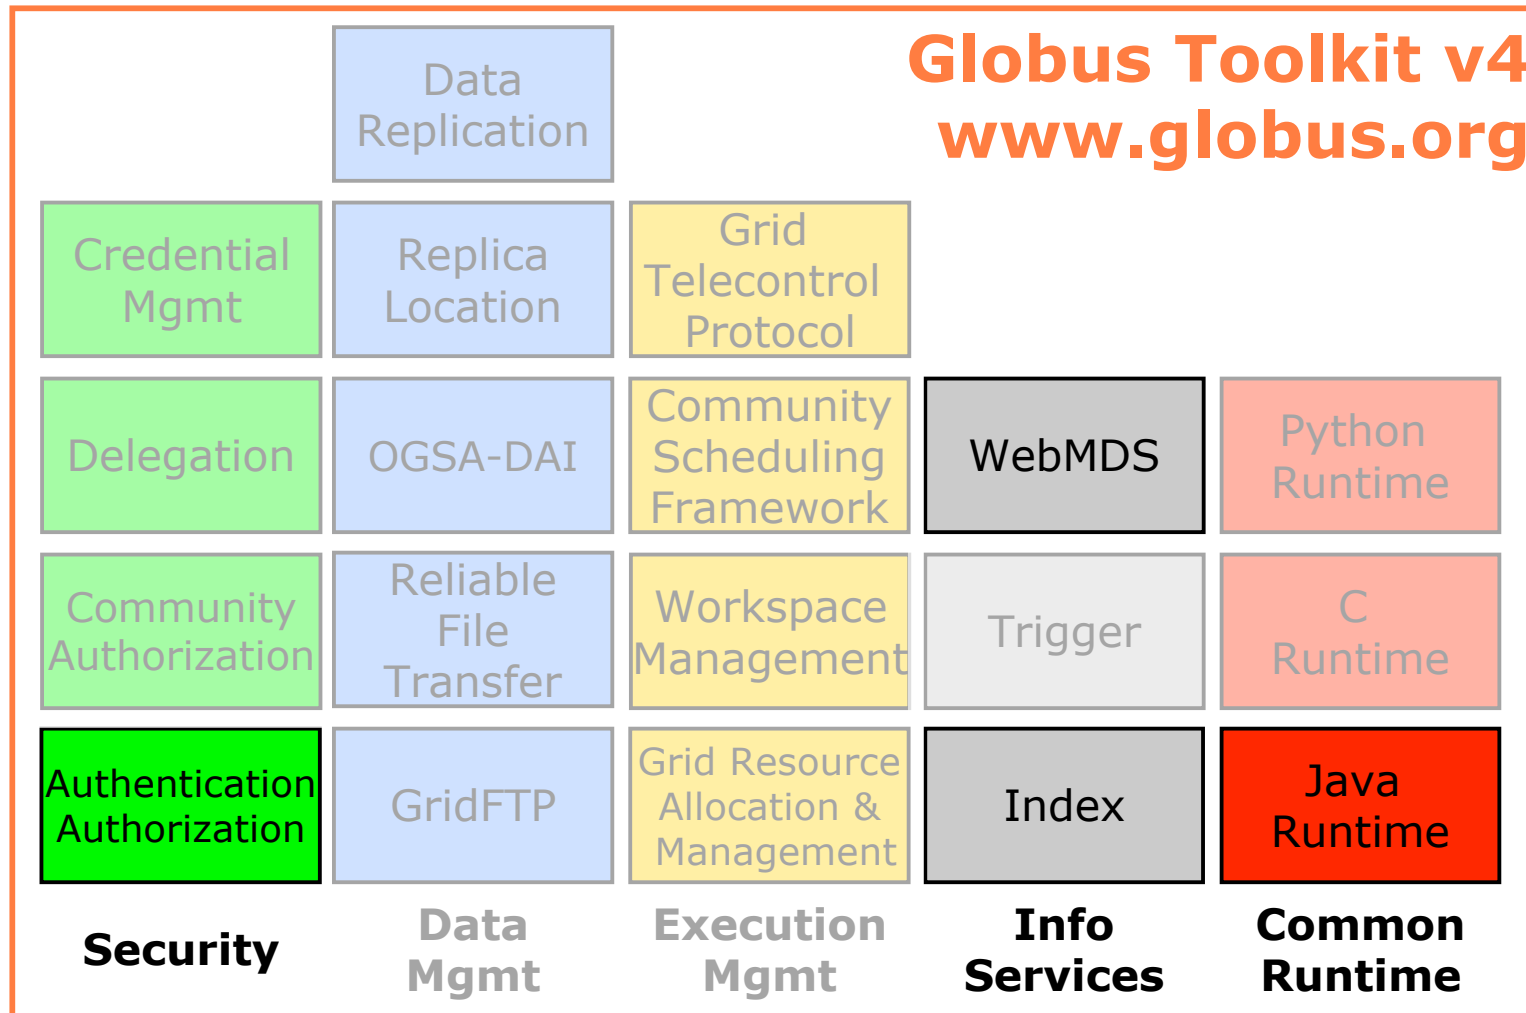 Globus Toolkit v4
www.globus.org
Data
Replication
Credential
Mgmt
Replica
Location
Grid
Telecontrol
Protocol
Delegation
OGSA-DAI
Community
Scheduling
Framework
WebMDS
Python
Runtime
Community
Authorization
Reliable
File
Transfer
Workspace
Management
Trigger
C
Runtime
Authentication
Authorization
GridFTP
Grid Resource
Allocation &
Management
Index
Java
Runtime
Security
Data
Mgmt
Execution
Mgmt
Info
Services
Common
Runtime